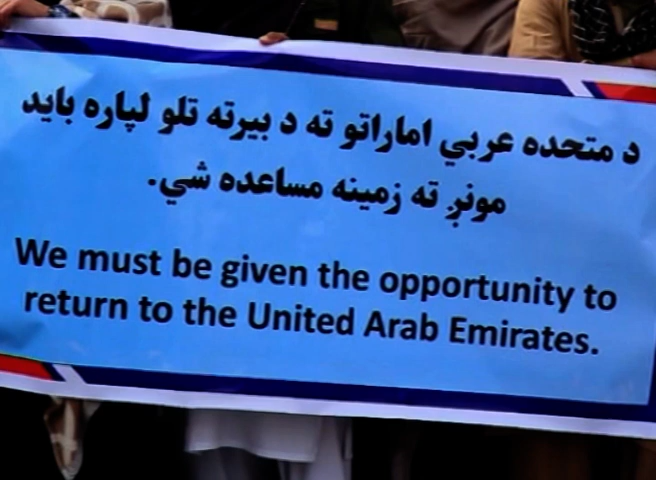 د متحده عربي اماراتو ته د بيرته تلو لپاره بايد
مونږ ته زمينه مساعده شي.
We must be given the opportunity to
return to the United Arab Emirates.